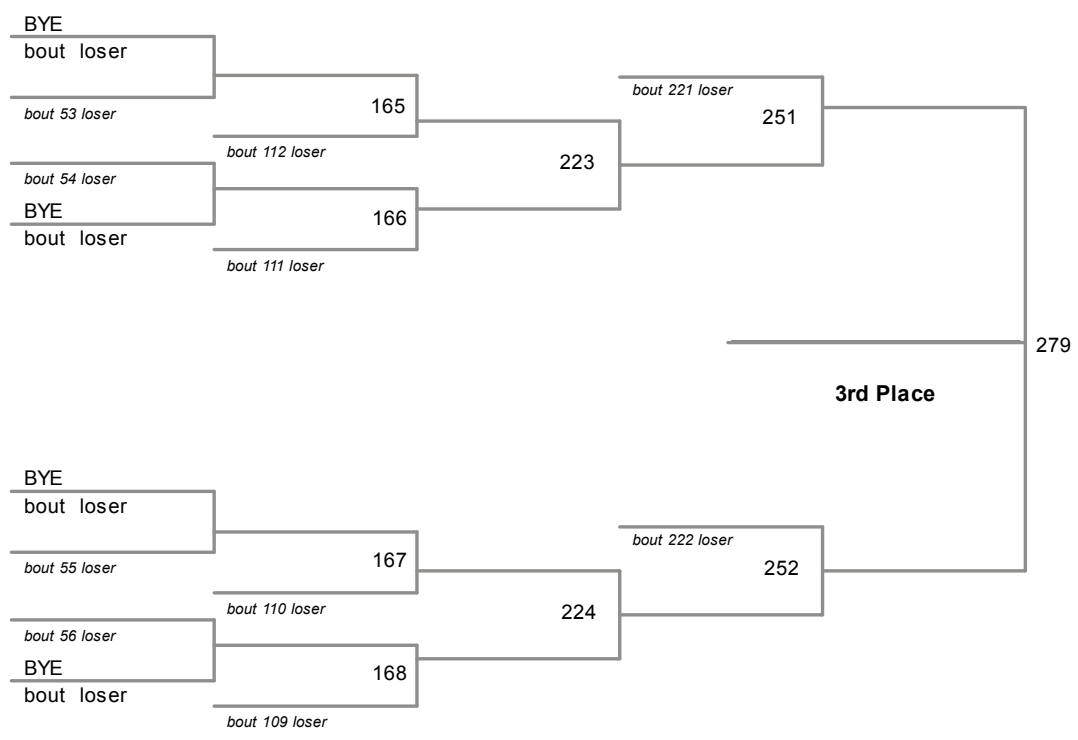 BYE
bout loser
bout 53 loser
165
bout 112 loser
bout 54 loser
BYE
bout loser
166
bout 111 loser
223
bout 221 loser
251
279
3rd Place
BYE
bout loser
bout 55 loser
167
bout 110 loser
bout 56 loser
BYE
bout loser
168
bout 109 loser
224
bout 222 loser
252